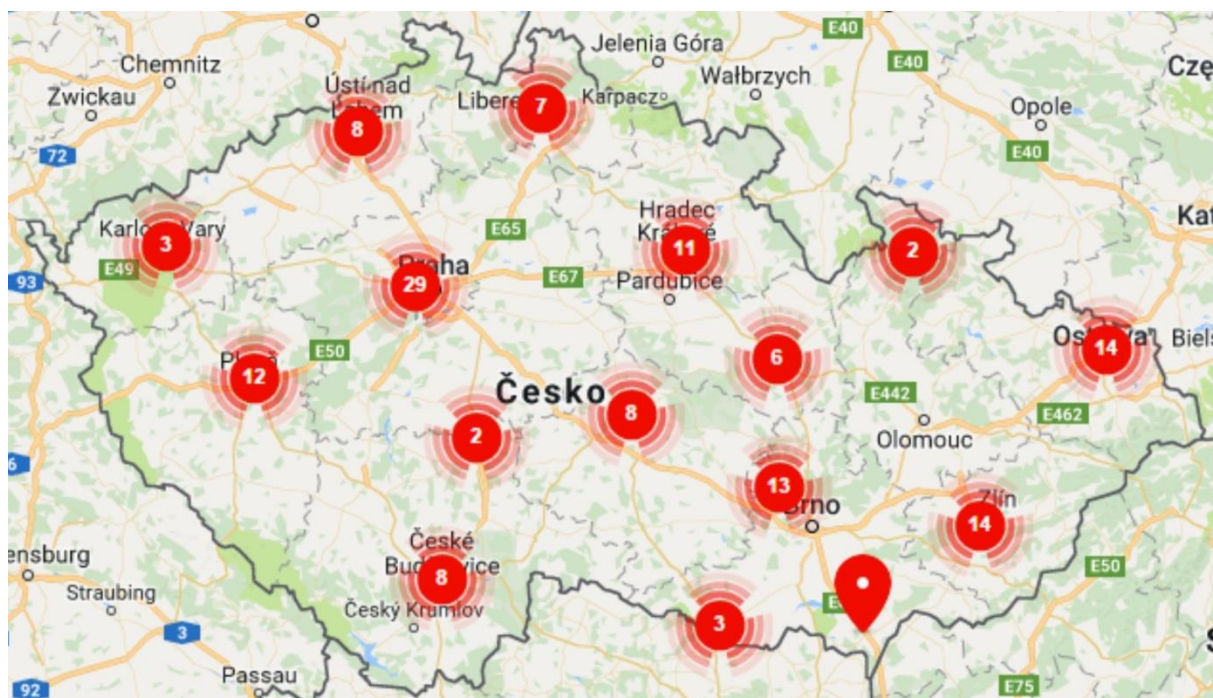 E40
Jelenia Góra
Chemnitz
E40
Wałbrzych
Czę
Ústí nad
Labem
Zwickau
Liberec
7
Karpacz
Opole
8
72
E40
Hradec
Králové
Kat
Karlovy Vary
3
E65
11
2
E49
Praha
29
E67
Pardubice
93
Ostrava
14
Biels
E50
Plzeň
12
6
Česko
8
E442
E462
2
Olomouc
6
13
Zlín
Brno
14
České
Budějovice
8
ensburg
E50
Straubing
Český Krumlov
3
3
Passau
92
E75
S